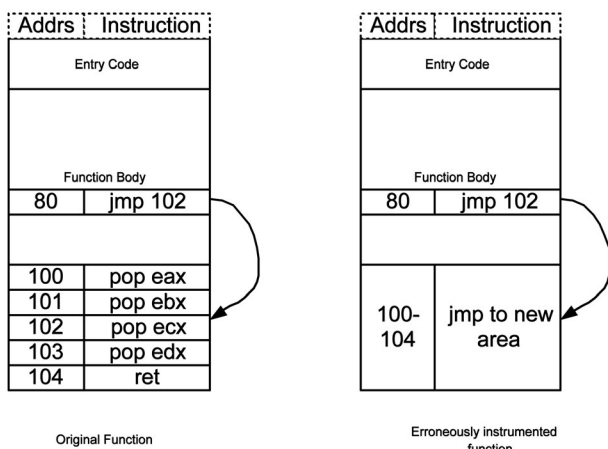 Addrs Instruction
Entry Code
Function Body
80 jmp 102
100 pop eax
101 pop ebx
102 pop ecx
103 pop edx
104 ret
Original Function
Addrs Instruction
Entry Code
Function Body
80 jmp 102
100-
104
jmp to new
area
Erroneously instrumented
function